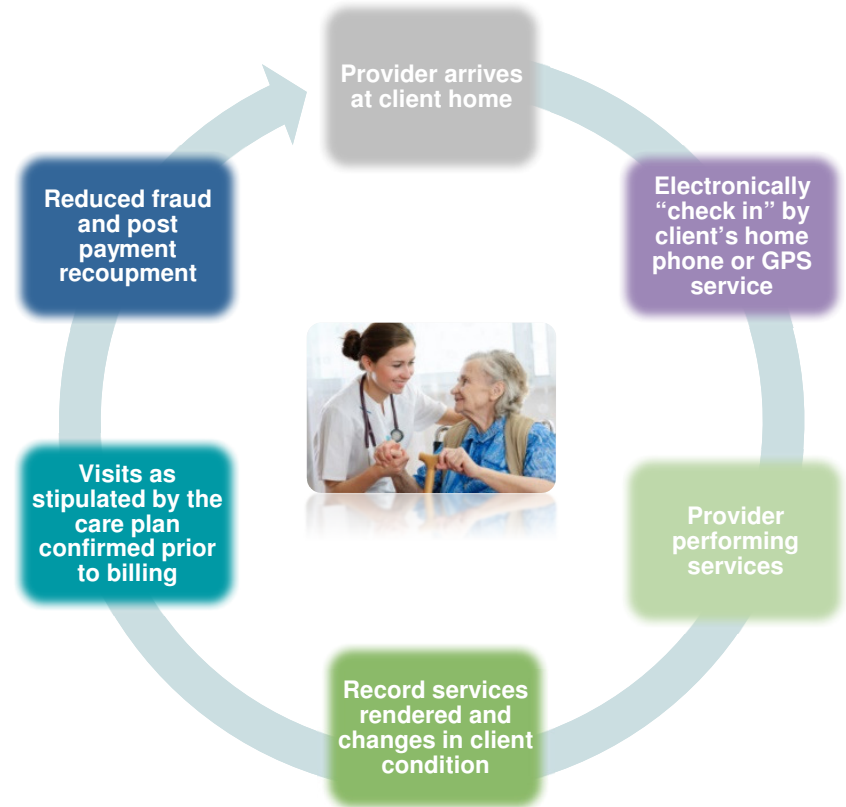 Provider arrives
at client home
Electronically
“check in” by
client’s home
phone or GPS
service
Provider
performing
services
Record services
rendered and
changes in client
condition
Visits as
stipulated by the
care plan
confirmed prior
to billing
Reduced fraud
and post
payment
recoupment